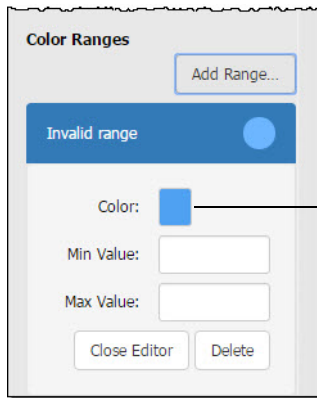 Color Ranges
Add Range...
Invalid range
Color:
Min Value:
Max Value:
Close Editor Delete